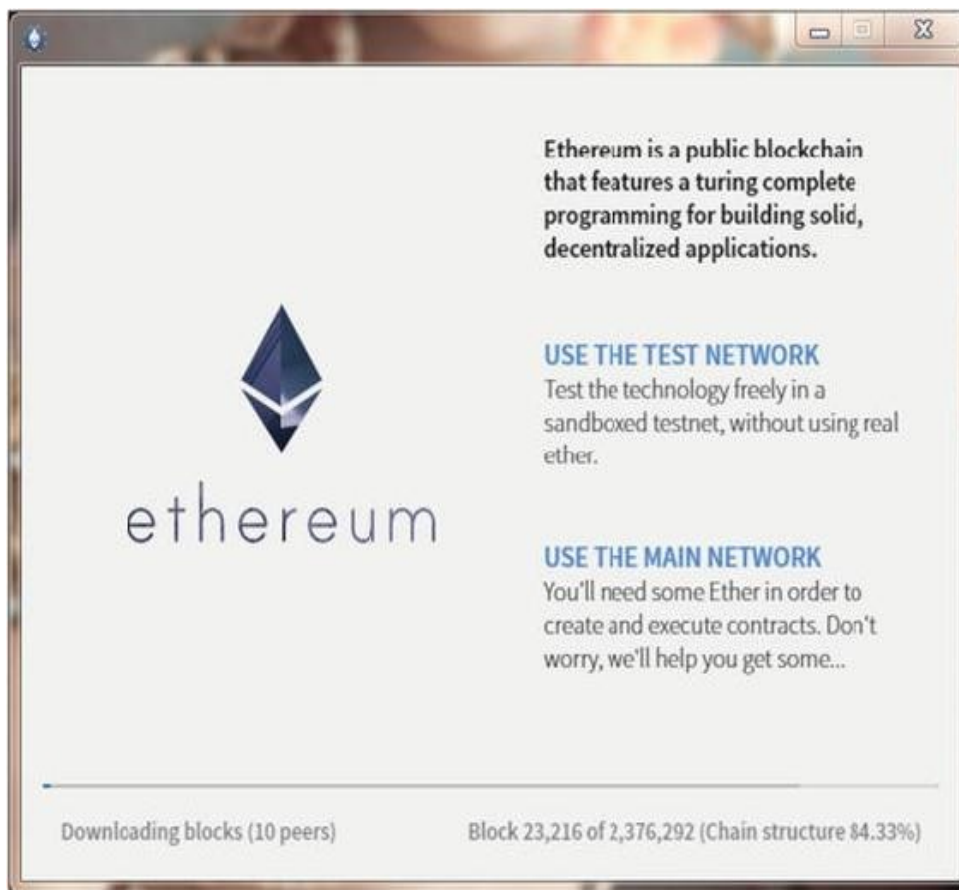 Ethereum is a public blockchain
that features a turing complete
programming for building solid,
decentralized applications.
USE THE TEST NETWORK
Test the technology freely in a
sandboxed testnet, without using real
ether.
ethereum
USE THE MAIN NETWORK
You'll need some Ether in order to
create and execute contracts. Don't
worry, we'll help you get some...
Downloading blocks (10 peers)
Block 23,216 of 2,376,292 (Chain structure 84.33%)